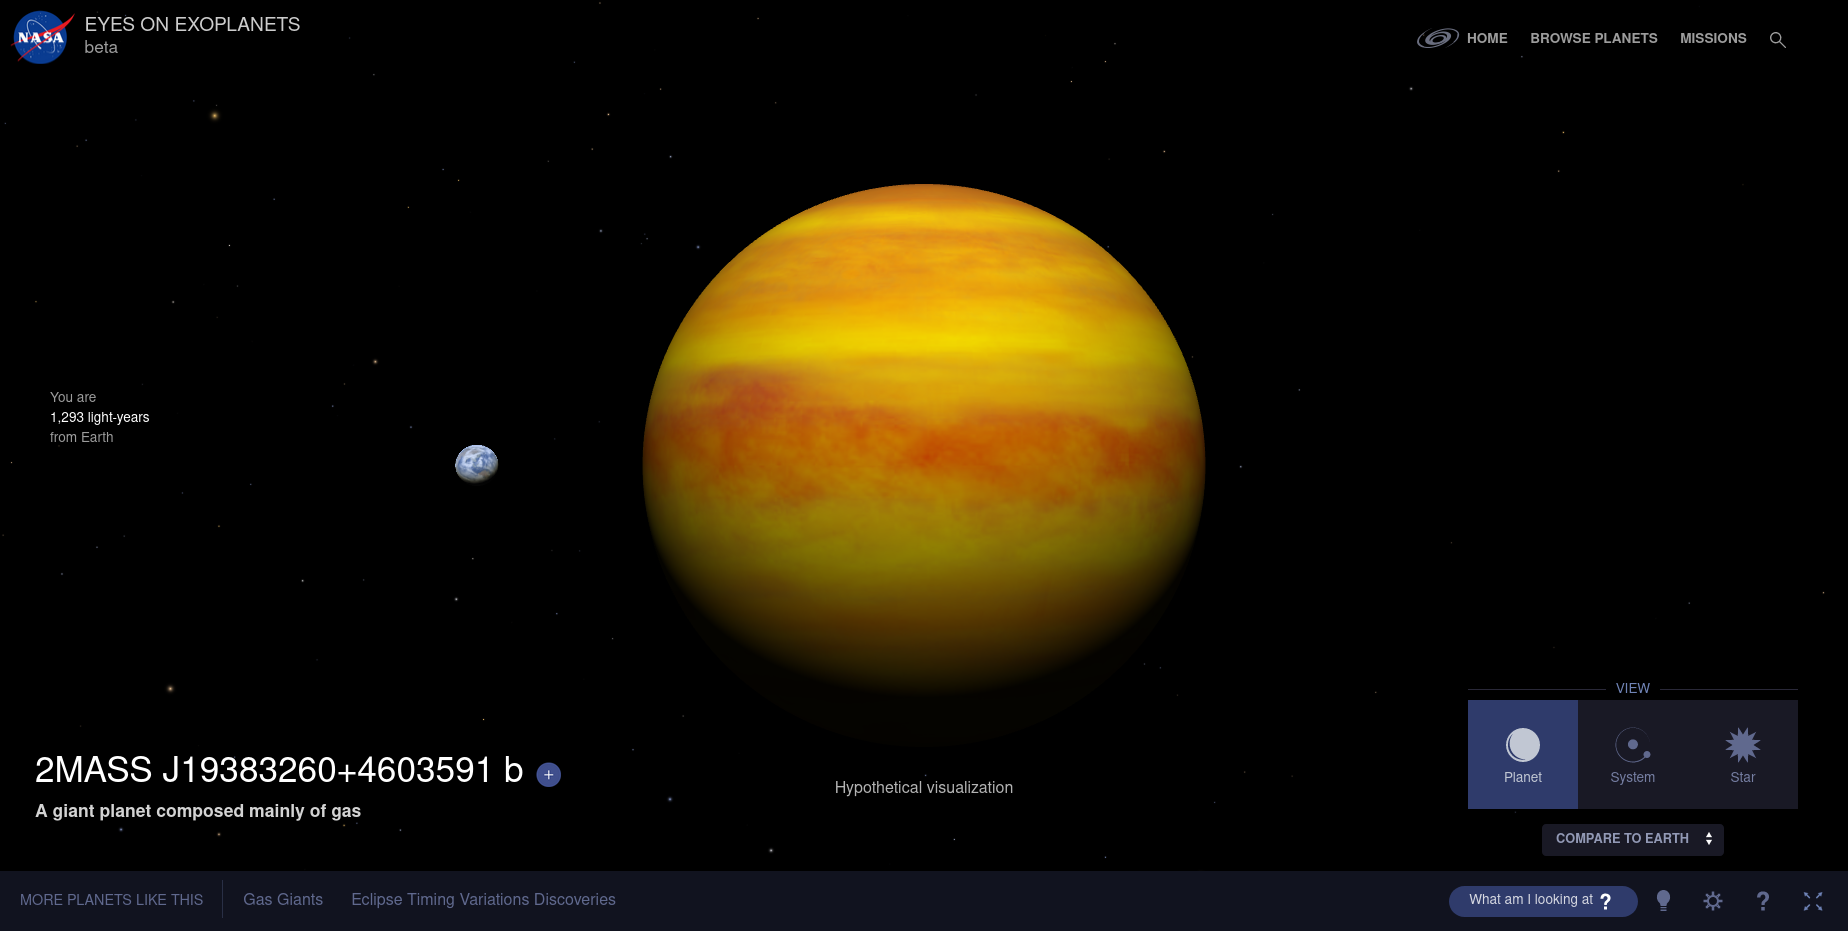 NASA
EYES ON EXOPLANETS
beta
HOME
BROWSE PLANETS
MISSIONS
You are
1,293 light-years
from Earth
2MASS J19383260+4603591 b +
A giant planet composed mainly of gas
Hypothetical visualization
VIEW
Planet
System
Star
COMPARE TO EARTH
MORE PLANETS LIKE THIS
Gas Giants
Eclipse Timing Variations Discoveries
What am I looking at ?
?